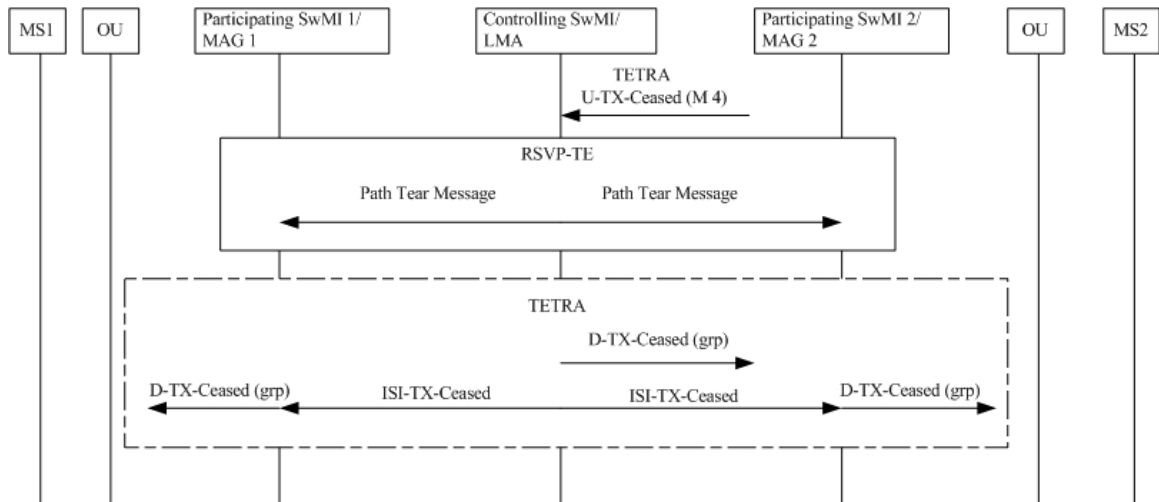 MS1
OU
Participating SwMI 1/
MAG 1
Controlling SwMI/
LMA
Participating SwMI 2/
MAG 2
OU
MS2
TETRA
U-TX-Ceased (M 4)
RSVP-TE
Path Tear Message
Path Tear Message
TETRA
D-TX-Ceased (grp)
D-TX-Ceased (grp)
ISI-TX-Ceased
ISI-TX-Ceased
D-TX-Ceased (grp)